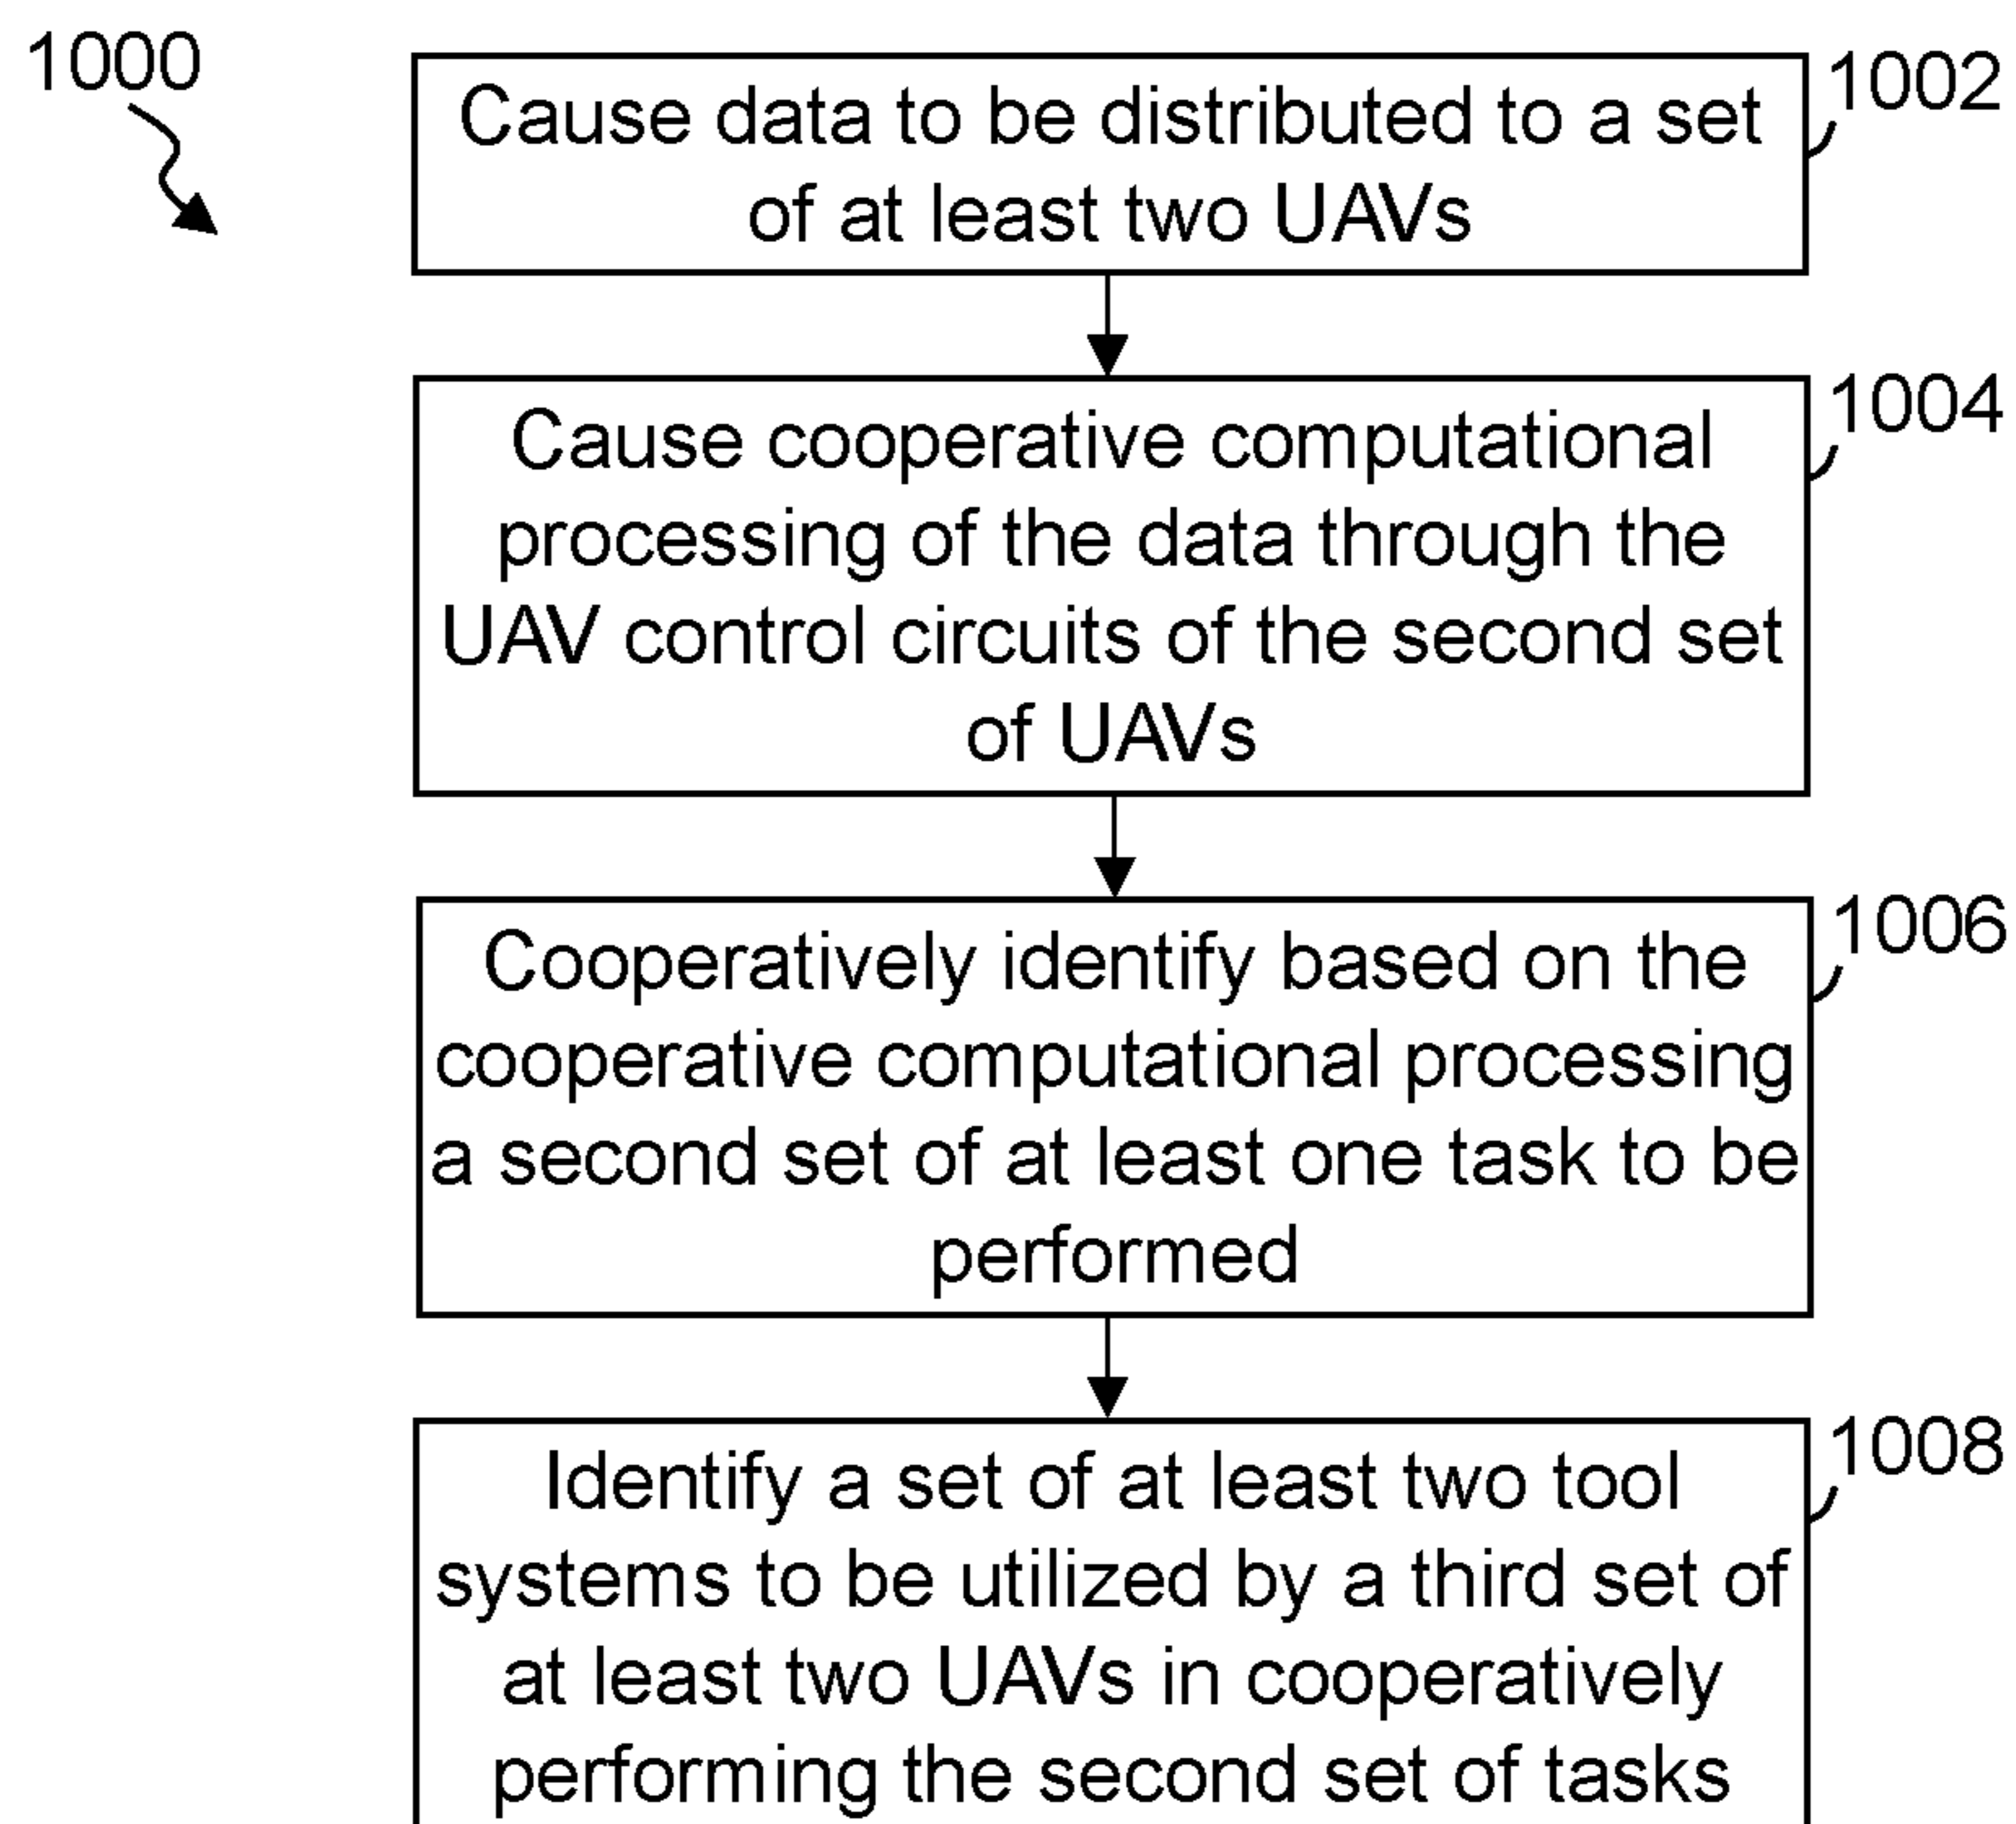 1000
1002
Cause data to be distributed to a set
of at least two UAVs
1004
Cause cooperative computational
processing of the data through the
UAV control circuits of the second set
of UAVs
1006
Cooperatively identify based on the
cooperative computational processing
a second set of at least one task to be
performed
1008
Identify a set of at least two tool
systems to be utilized by a third set of
at least two UAVs in cooperatively
performing the second set of tasks